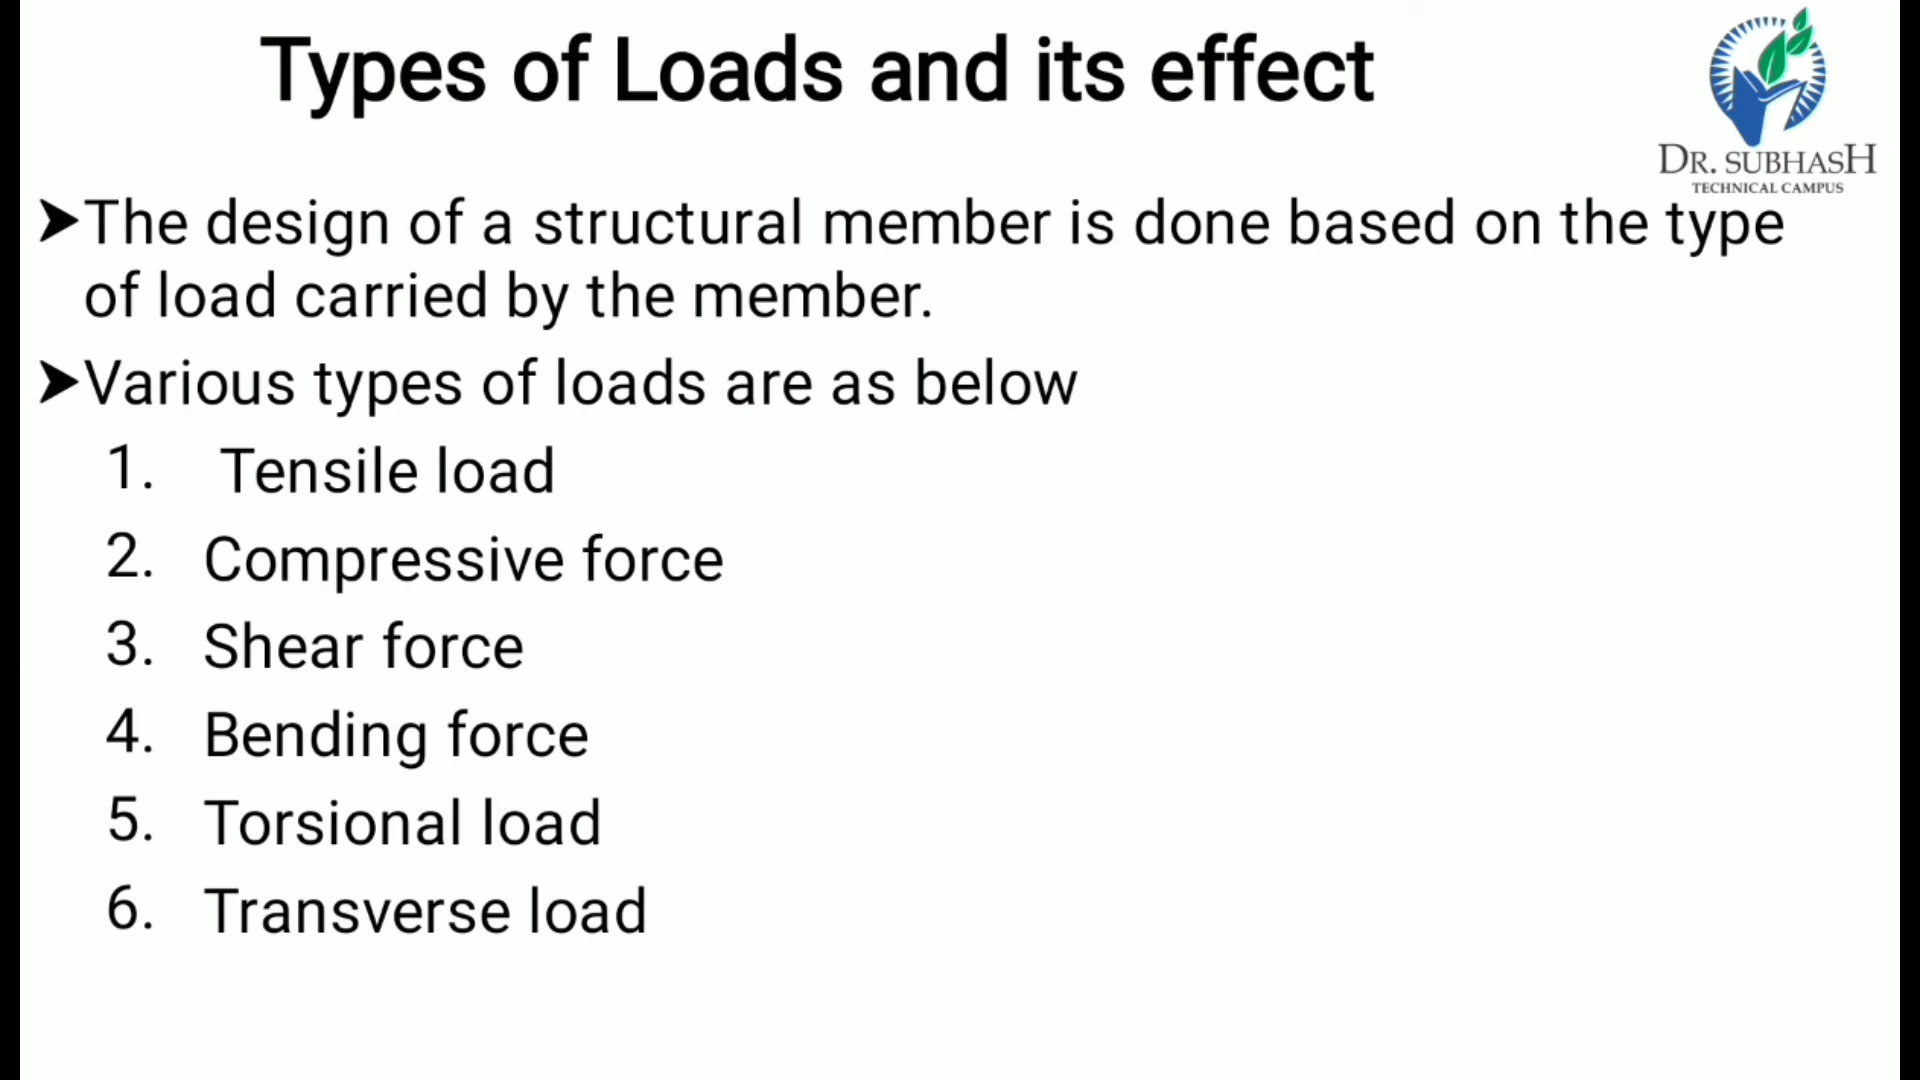 Types of Loads and its effect
DR. SUBHASH
TECHNICAL CAMPUS
➤The design of a structural member is done based on the type
of load carried by the member.
➤Various types of loads are as below
1. Tensile load
2. Compressive force
3. Shear force
4. Bending force
5. Torsional load
6. Transverse load